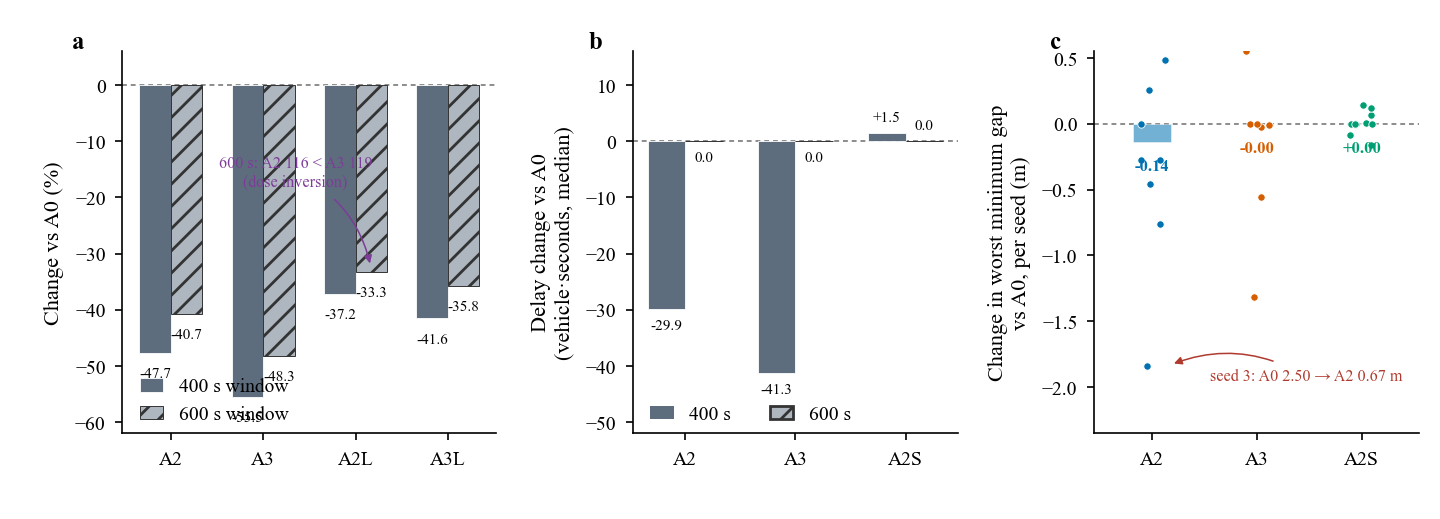 a
Change vs A0 (%)
0
−10
−20
−30
−40
−50
−60
600 s: A2 116 < A3 119
(dose inversion)
-47.7
-40.7
-48.3
-37.2
-33.3
-41.6
-35.8
400 s window
600 s window
A2
A3
A2L
A3L
b
Delay change vs A0
(vehicle·seconds, median)
10
0
−10
−20
−30
−40
−50
-29.9
0.0
-41.3
0.0
+1.5
0.0
400 s
600 s
A2
A3
A2S
c
Change in worst minimum gap
vs A0, per seed (m)
0.5
0.0
−0.5
−1.0
−1.5
−2.0
-0.14
-0.00
+0.00
seed 3: A0 2.50 → A2 0.67 m
A2
A3
A2S